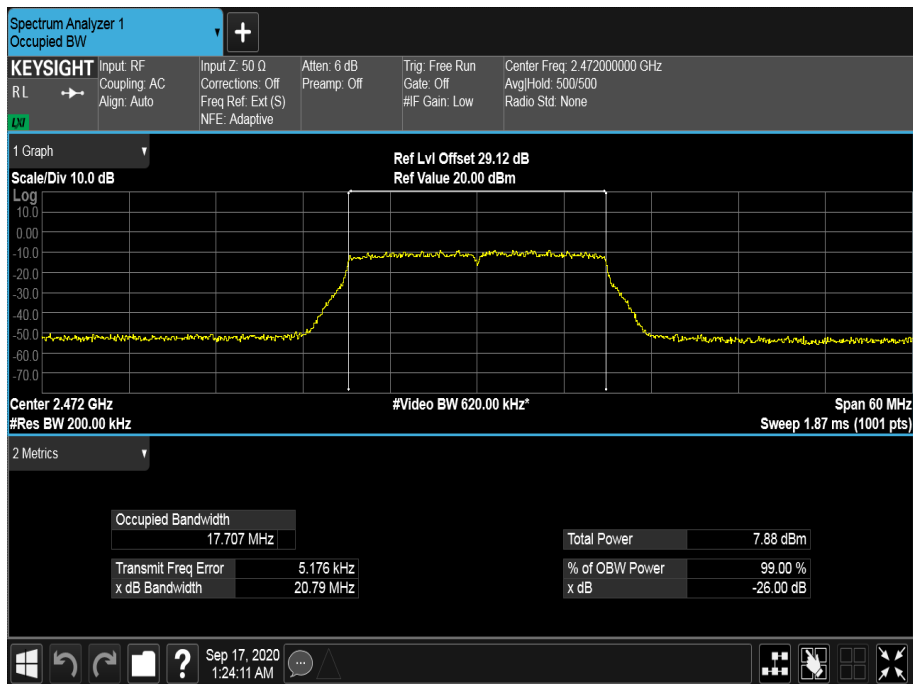 Spectrum Analyzer 1
Occupied BW
▼
+
KEYSIGHT
R L
LXI
Input: RF
Coupling: AC
Align: Auto
Input Z: 50 Ω
Corrections: Off
Freq Ref: Ext (S)
NFE: Adaptive
Atten: 6 dB
Preamp: Off
Trig: Free Run
Gate: Off
#IF Gain: Low
Center Freq: 2.472000000 GHz
Avg|Hold: 500/500
Radio Std: None
1 Graph
Scale/Div 10.0 dB
Ref Lvl Offset 29.12 dB
Ref Value 20.00 dBm
Log
10.0
0.00
-10.0
-20.0
-30.0
-40.0
-50.0
-60.0
-70.0
Center 2.472 GHz
#Res BW 200.00 kHz
#Video BW 620.00 kHz*
Span 60 MHz
Sweep 1.87 ms (1001 pts)
2 Metrics
Occupied Bandwidth
17.707 MHz
Transmit Freq Error 5.176 kHz
x dB Bandwidth 20.79 MHz
Total Power 7.88 dBm
% of OBW Power 99.00 %
x dB -26.00 dB
?
Sep 17, 2020
1:24:11 AM